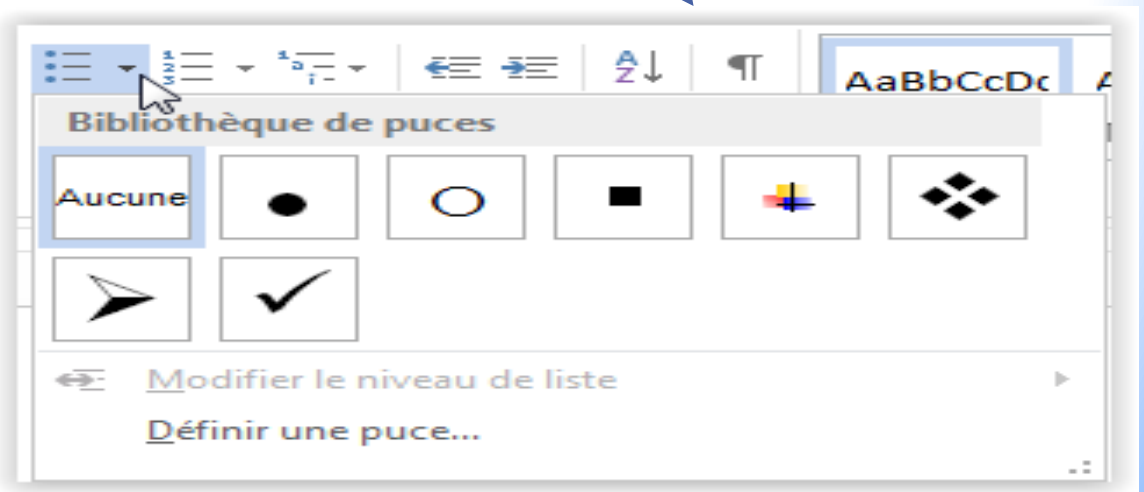 AaBbCcDc
Bibliothèque de puces
Aucune
Modifier le niveau de liste
Définir une puce...